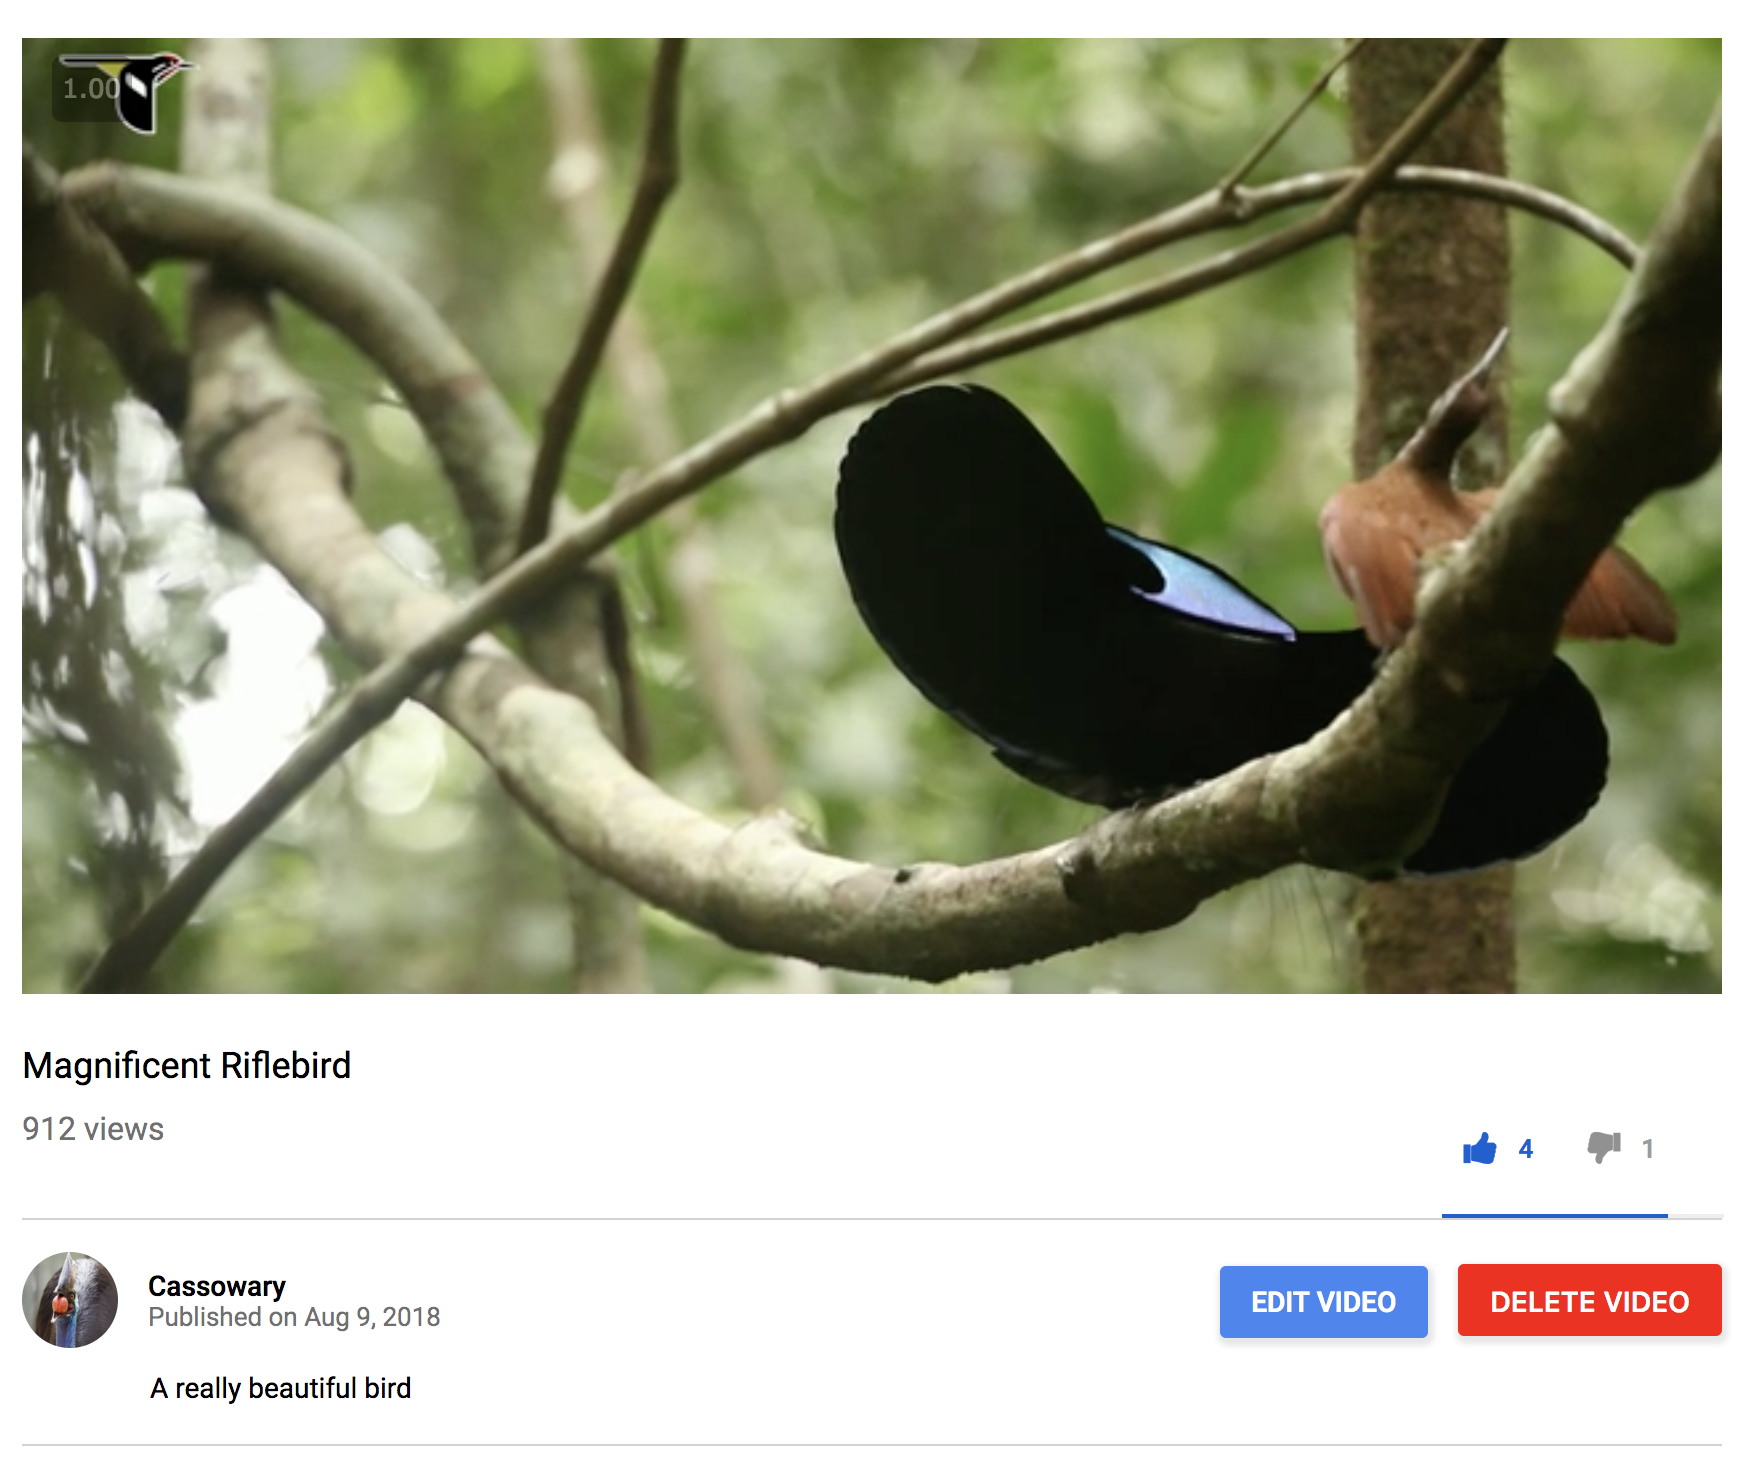 1.00
Magnificent Riflebird
912 views
4 1
Cassowary
Published on Aug 9, 2018
EDIT VIDEO DELETE VIDEO
A really beautiful bird